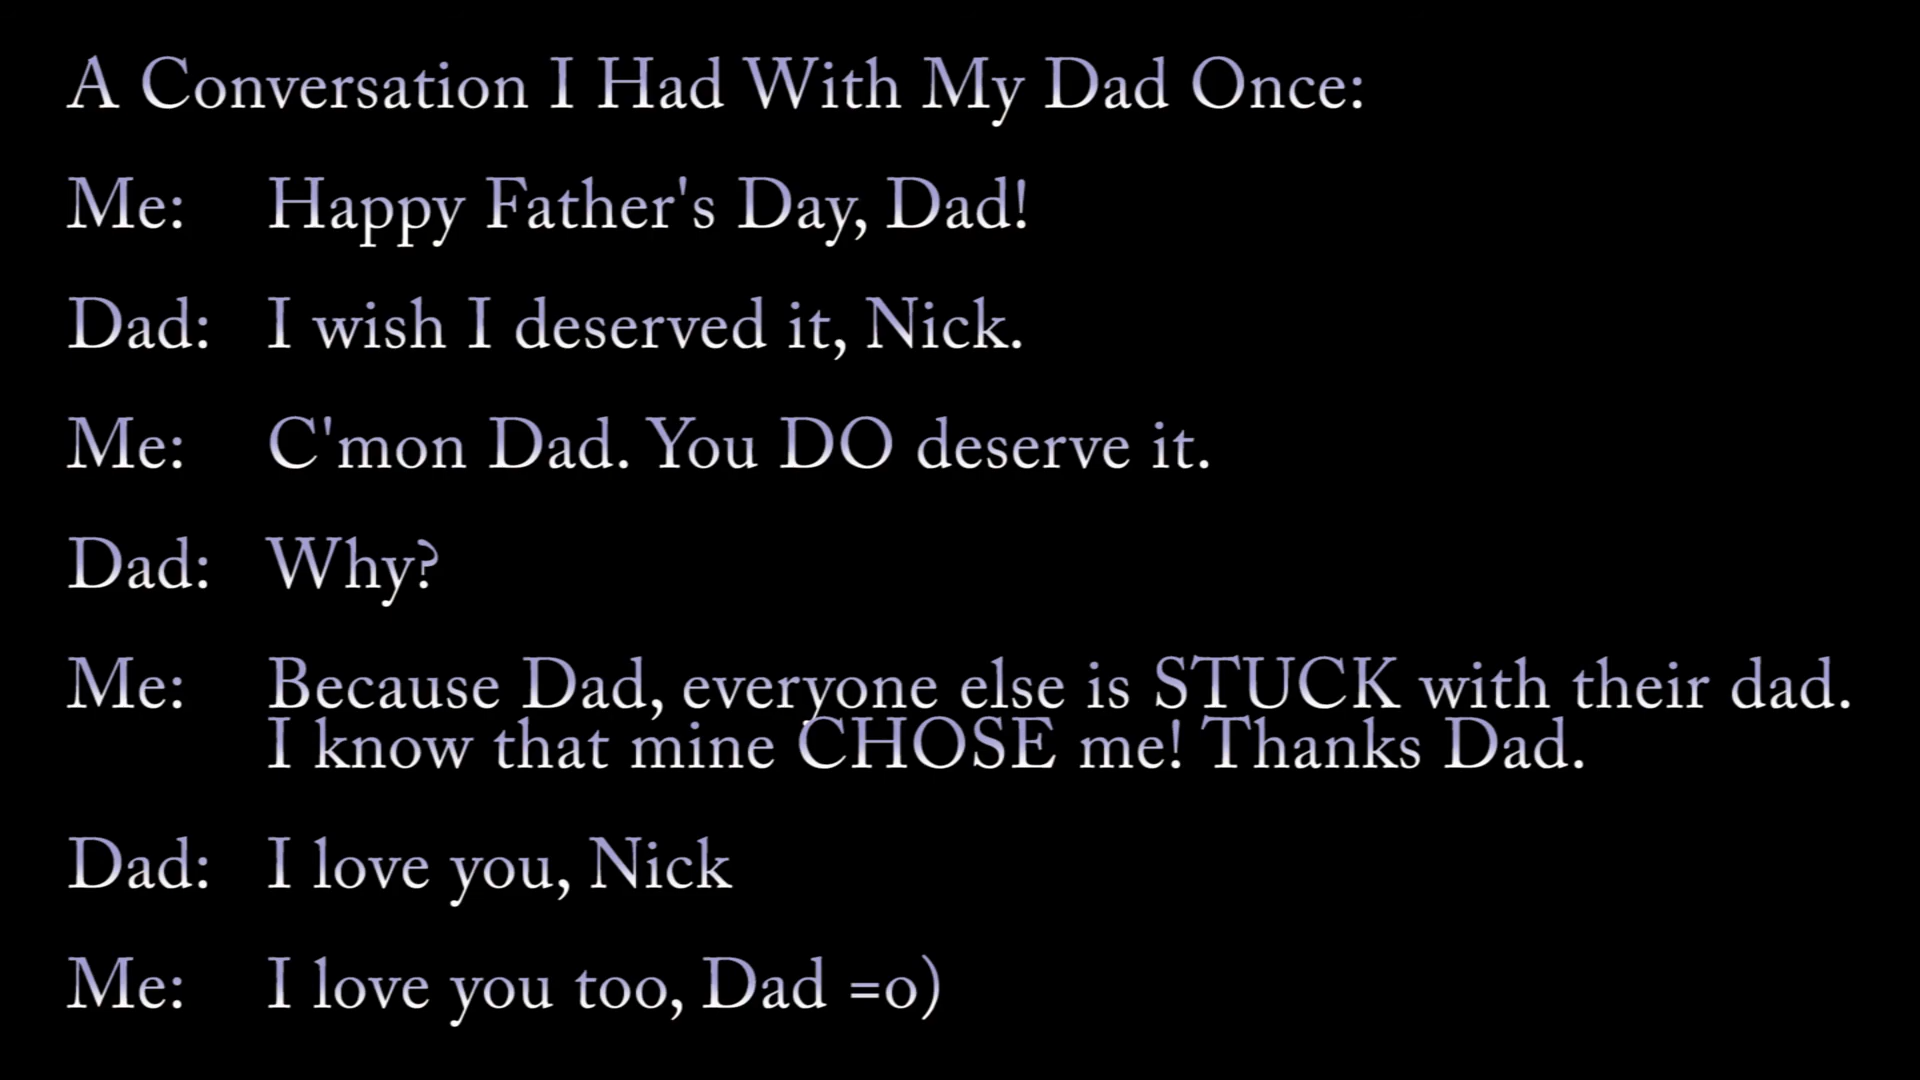 A Conversation I Had With My Dad Once:
Me: Happy Father's Day, Dad!
Dad: I wish I deserved it, Nick.
Me: C'mon Dad. You DO deserve it.
Dad: Why?
Me: Because Dad, everyone else is STUCK with their dad.
I know that mine CHOSE me! Thanks Dad.
Dad: I love you, Nick
Me: I love you too, Dad =o)